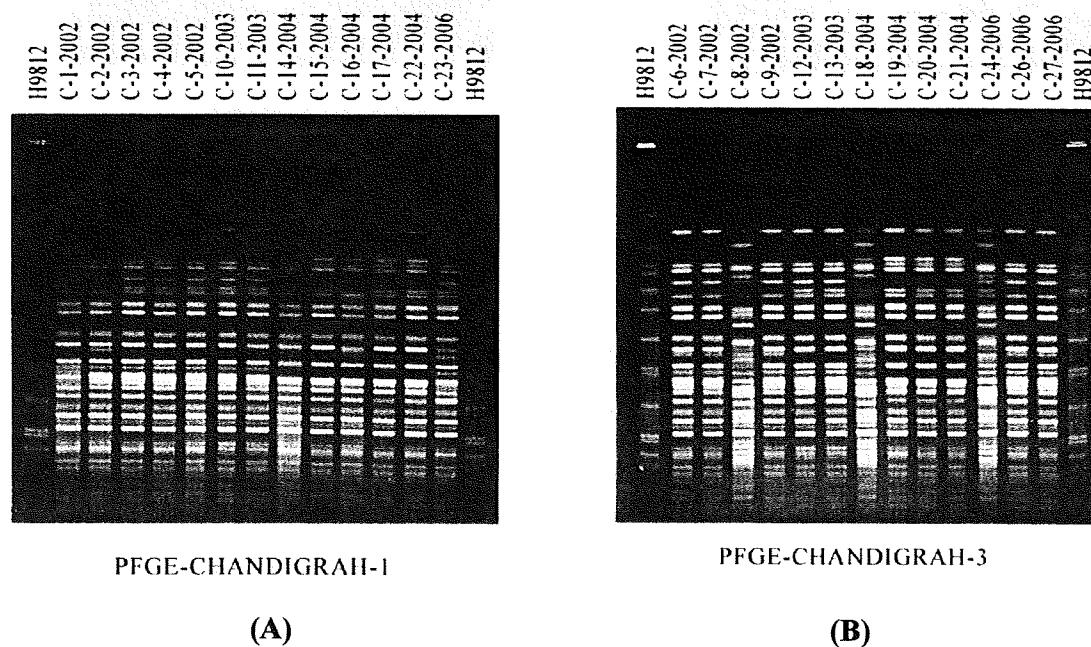 H9812
C-1-2002
C-2-2002
C-3-2002
C-4-2002
C-5-2002
C-10-2003
C-11-2003
C-14-2004
C-15-2004
C-16-2004
C-17-2004
C-22-2004
C-23-2006
H9812
PFGE-CHANDIGRAH-1
(A)
H9812
C-6-2002
C-7-2002
C-8-2002
C-9-2002
C-12-2003
C-13-2003
C-18-2004
C-19-2004
C-20-2004
C-21-2004
C-24-2006
C-26-2006
C-27-2006
H9812
PFGE-CHANDIGRAH-3
(B)